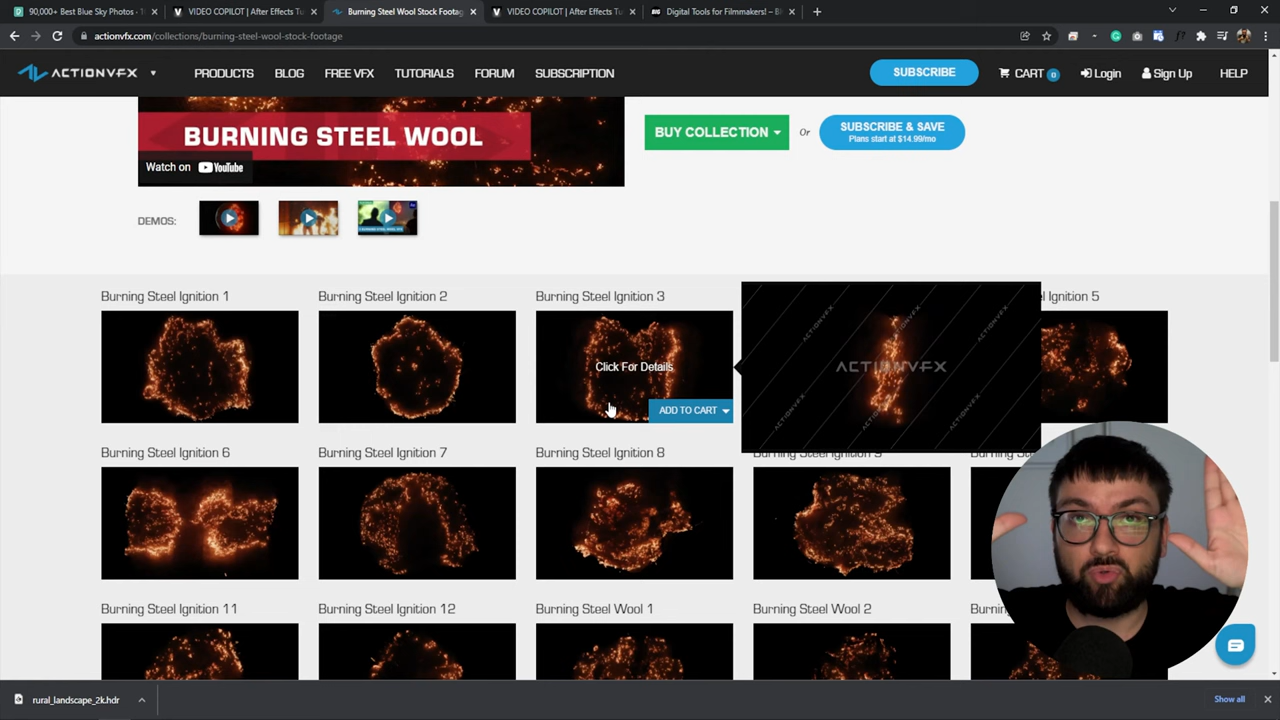 90,000+ Best Blue Sky Photos · 1
VIDEO COPILOT | After Effects Tu
Burning Steel Wool Stock Footag
VIDEO COPILOT | After Effects Tu
Digital Tools for Filmmakers! – Bi
actionvfx.com/collections/burning-steel-wool-stock-footage
ACTIONVFX
PRODUCTS
BLOG
FREE VFX
TUTORIALS
FORUM
SUBSCRIPTION
SUBSCRIBE
CART 0
Login
Sign Up
HELP
BURNING STEEL WOOL
Watch on YouTube
BUY COLLECTION
Or
SUBSCRIBE & SAVE
Plans start at $14.99/mo
DEMOS:
Burning Steel Ignition 1
Burning Steel Ignition 2
Burning Steel Ignition 3
l Ignition 5
Click For Details
ADD TO CART
ACTIONVFX
Burning Steel Ignition 6
Burning Steel Ignition 7
Burning Steel Ignition 8
Burning Steel Ignition 11
Burning Steel Ignition 12
Burning Steel Wool 1
Burning Steel Wool 2
Burnin
rural_landscape_2k.hdr
Show all